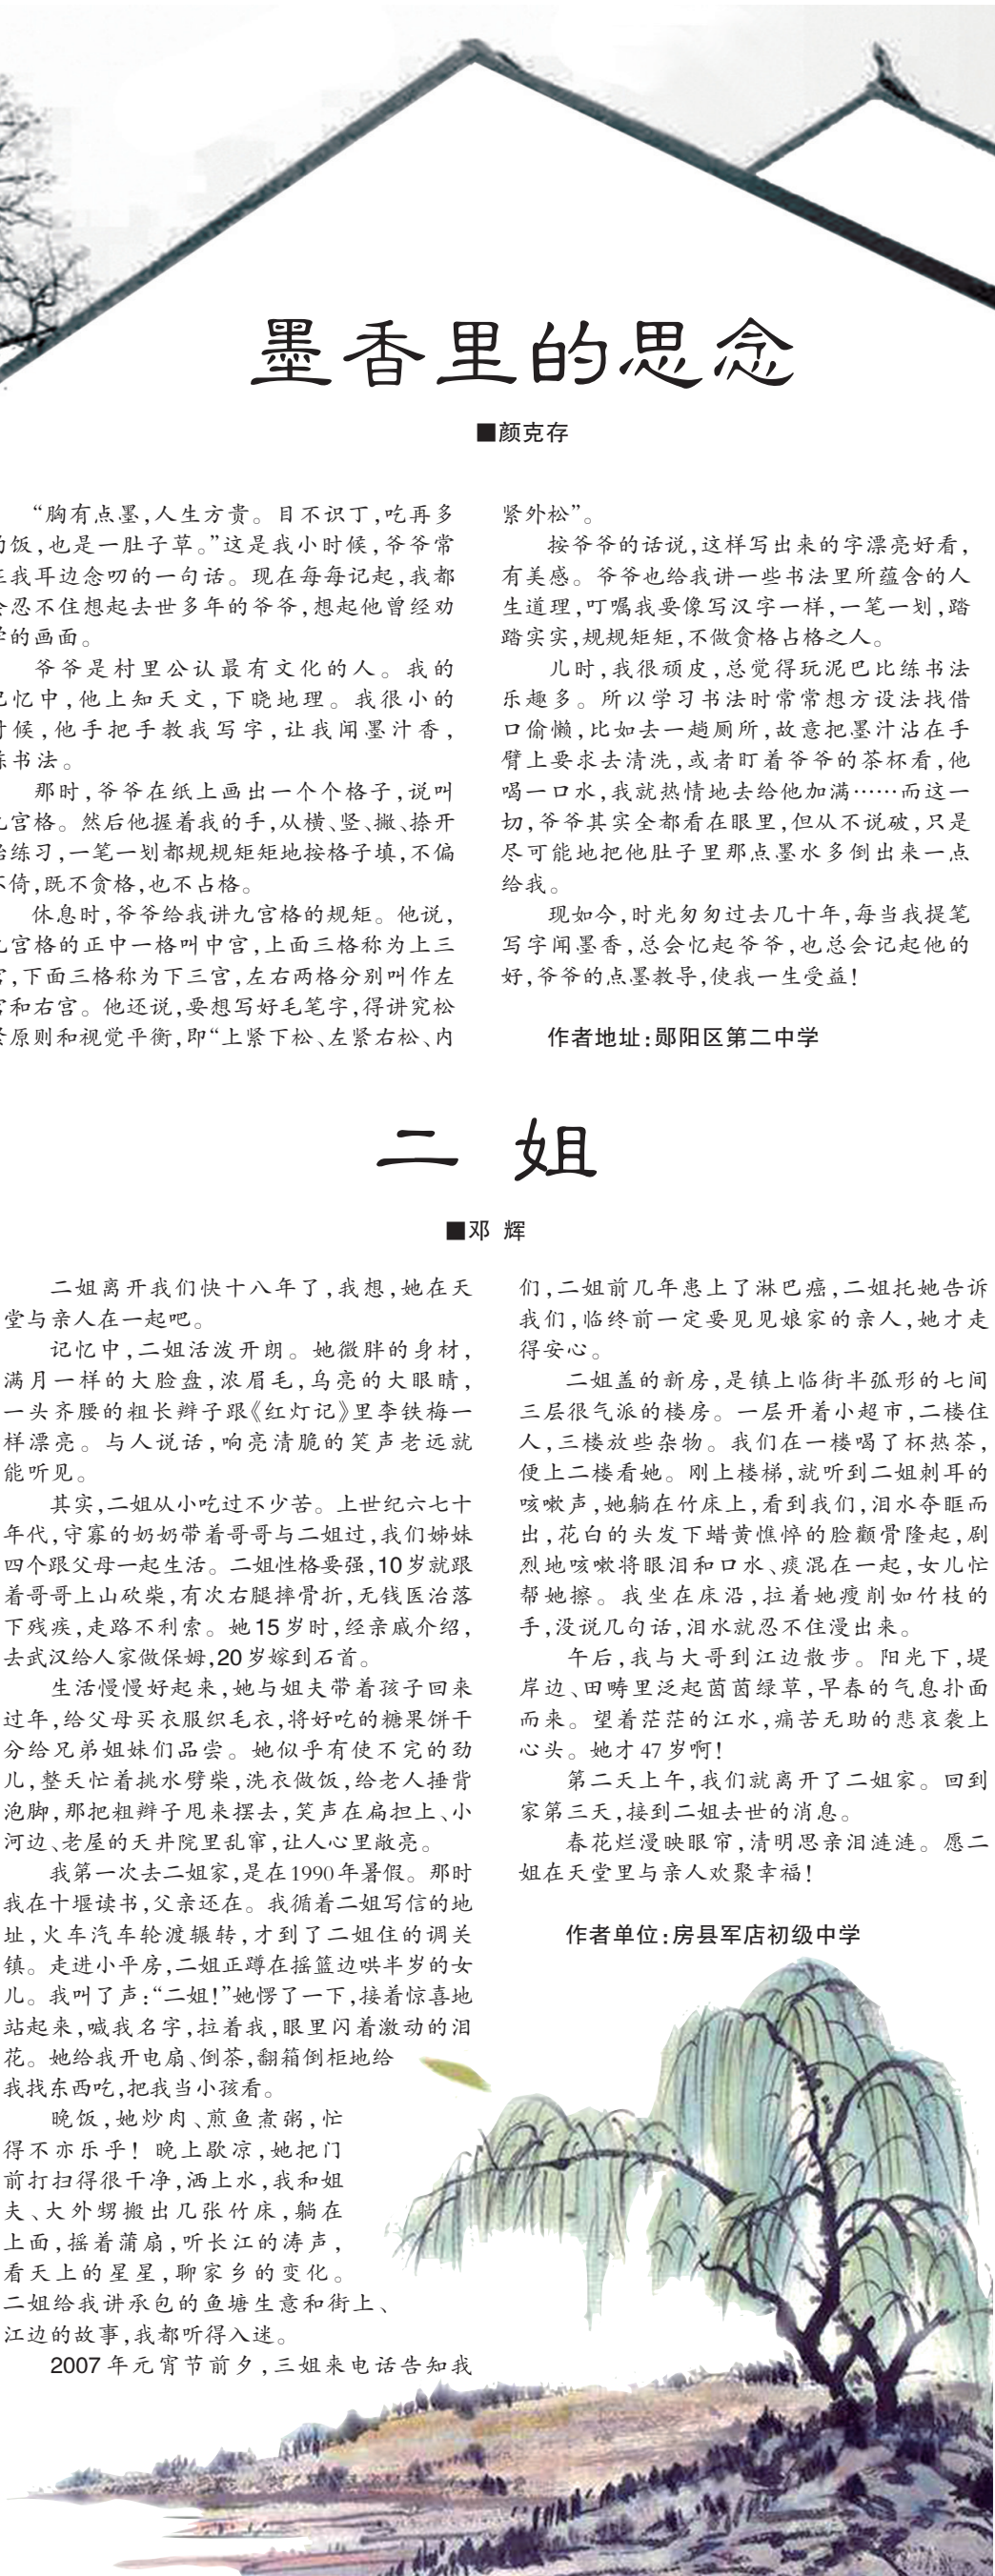 墨香里的思念
■颜克存
“胸有点墨,人生方贵。目不识丁,吃再多
的饭,也是一肚子草。”这是我小时候,爷爷常
在我耳边念叨的一句话。现在每每记起,我都
会忍不住想起去世多年的爷爷,想起他曾经劝
学的画面。
爷爷是村里公认最有文化的人。我的
记忆中,他上知天文,下晓地理。我很小的
时候,他手把手教我写字,让我闻墨汁香,
练书法。
那时,爷爷在纸上画出一个个格子,说叫
九宫格。然后他握着我的手,从横、竖、撇、捺开
始练习,一笔一划都规规矩矩地按格子填,不偏
不倚,既不贪格,也不占格。
休息时,爷爷给我讲九宫格的规矩。他说,
九宫格的正中一格叫中宫,上面三格称为上三
宫,下面三格称为下三宫,左右两格分别叫作左
宫和右宫。他还说,要想写好毛笔字,得讲究松
紧原则和视觉平衡,即“上紧下松、左紧右松、内
紧外松”。
按爷爷的话说,这样写出来的字漂亮好看,
有美感。爷爷也给我讲一些书法里所蕴含的人
生道理,叮嘱我要像写汉字一样,一笔一划,踏
踏实实,规规矩矩,不做贪格占格之人。
儿时,我很顽皮,总觉得玩泥巴比练书法
乐趣多。所以学习书法时常常想方设法找借
口偷懒,比如去一趟厕所,故意把墨汁沾在手
臂上要求去清洗,或者盯着爷爷的茶杯看,他
喝一口水,我就热情地去给他加满……而这一
切,爷爷其实全都看在眼里,但从不说破,只是
尽可能地把他肚子里那点墨水多倒出来一点
给我。
现如今,时光匆匆过去几十年,每当我提笔
写字闻墨香,总会忆起爷爷,也总会记起他的
好,爷爷的点墨教导,使我一生受益!
作者地址:郧阳区第二中学
二 姐
■邓 辉
二姐离开我们快十八年了,我想,她在天
堂与亲人在一起吧。
记忆中,二姐活泼开朗。她微胖的身材,
满月一样的大脸盘,浓眉毛,乌亮的大眼睛,
一头齐腰的粗长辫子跟《红灯记》里李铁梅一
样漂亮。与人说话,响亮清脆的笑声老远就
能听见。
其实,二姐从小吃过不少苦。上世纪六七十
年代,守寡的奶奶带着哥哥与二姐过,我们姊妹
四个跟父母一起生活。二姐性格要强,10岁就跟
着哥哥上山砍柴,有次右腿摔骨折,无钱医治落
下残疾,走路不利索。她15岁时,经亲戚介绍,
去武汉给人家做保姆,20岁嫁到石首。
生活慢慢好起来,她与姐夫带着孩子回来
过年,给父母买衣服织毛衣,将好吃的糖果饼干
分给兄弟姐妹们品尝。她似乎有使不完的劲
儿,整天忙着挑水劈柴,洗衣做饭,给老人捶背
泡脚,那把粗辫子甩来摆去,笑声在扁担上、小
河边、老屋的天井院里乱窜,让人心里敞亮。
我第一次去二姐家,是在1990年暑假。那时
我在十堰读书,父亲还在。我循着二姐写信的地
址,火车汽车轮渡辗转,才到了二姐住的调关
镇。走进小平房,二姐正蹲在摇篮边哄半岁的女
儿。我叫了声:“二姐!”她愣了一下,接着惊喜地
站起来,喊我名字,拉着我,眼里闪着激动的泪
花。她给我开电扇、倒茶,翻箱倒柜地给
我找东西吃,把我当小孩看。
晚饭,她炒肉、煎鱼煮粥,忙
得不亦乐乎!晚上歇凉,她把门
前打扫得很干净,洒上水,我和姐
夫、大外甥搬出几张竹床,躺在
上面,摇着蒲扇,听长江的涛声,
看天上的星星,聊家乡的变化。
二姐给我讲承包的鱼塘生意和街上、
江边的故事,我都听得入迷。
2007年元宵节前夕,三姐来电话告知我
们,二姐前几年患上了淋巴癌,二姐托她告诉
我们,临终前一定要见见娘家的亲人,她才走
得安心。
二姐盖的新房,是镇上临街半弧形的七间
三层很气派的楼房。一层开着小超市,二楼住
人,三楼放些杂物。我们在一楼喝了杯热茶,
便上二楼看她。刚上楼梯,就听到二姐刺耳的
咳嗽声,她躺在竹床上,看到我们,泪水夺眶而
出,花白的头发下蜡黄憔悴的脸颧骨隆起,剧
烈地咳嗽将眼泪和口水、痰混在一起,女儿忙
帮她擦。我坐在床沿,拉着她瘦削如竹枝的
手,没说几句话,泪水就忍不住漫出来。
午后,我与大哥到江边散步。阳光下,堤
岸边、田畴里泛起茵茵绿草,早春的气息扑面
而来。望着茫茫的江水,痛苦无助的悲哀袭上
心头。她才47岁啊!
第二天上午,我们就离开了二姐家。回到
家第三天,接到二姐去世的消息。
春花烂漫映眼帘,清明思亲泪涟涟。愿二
姐在天堂里与亲人欢聚幸福!
作者单位:房县军店初级中学